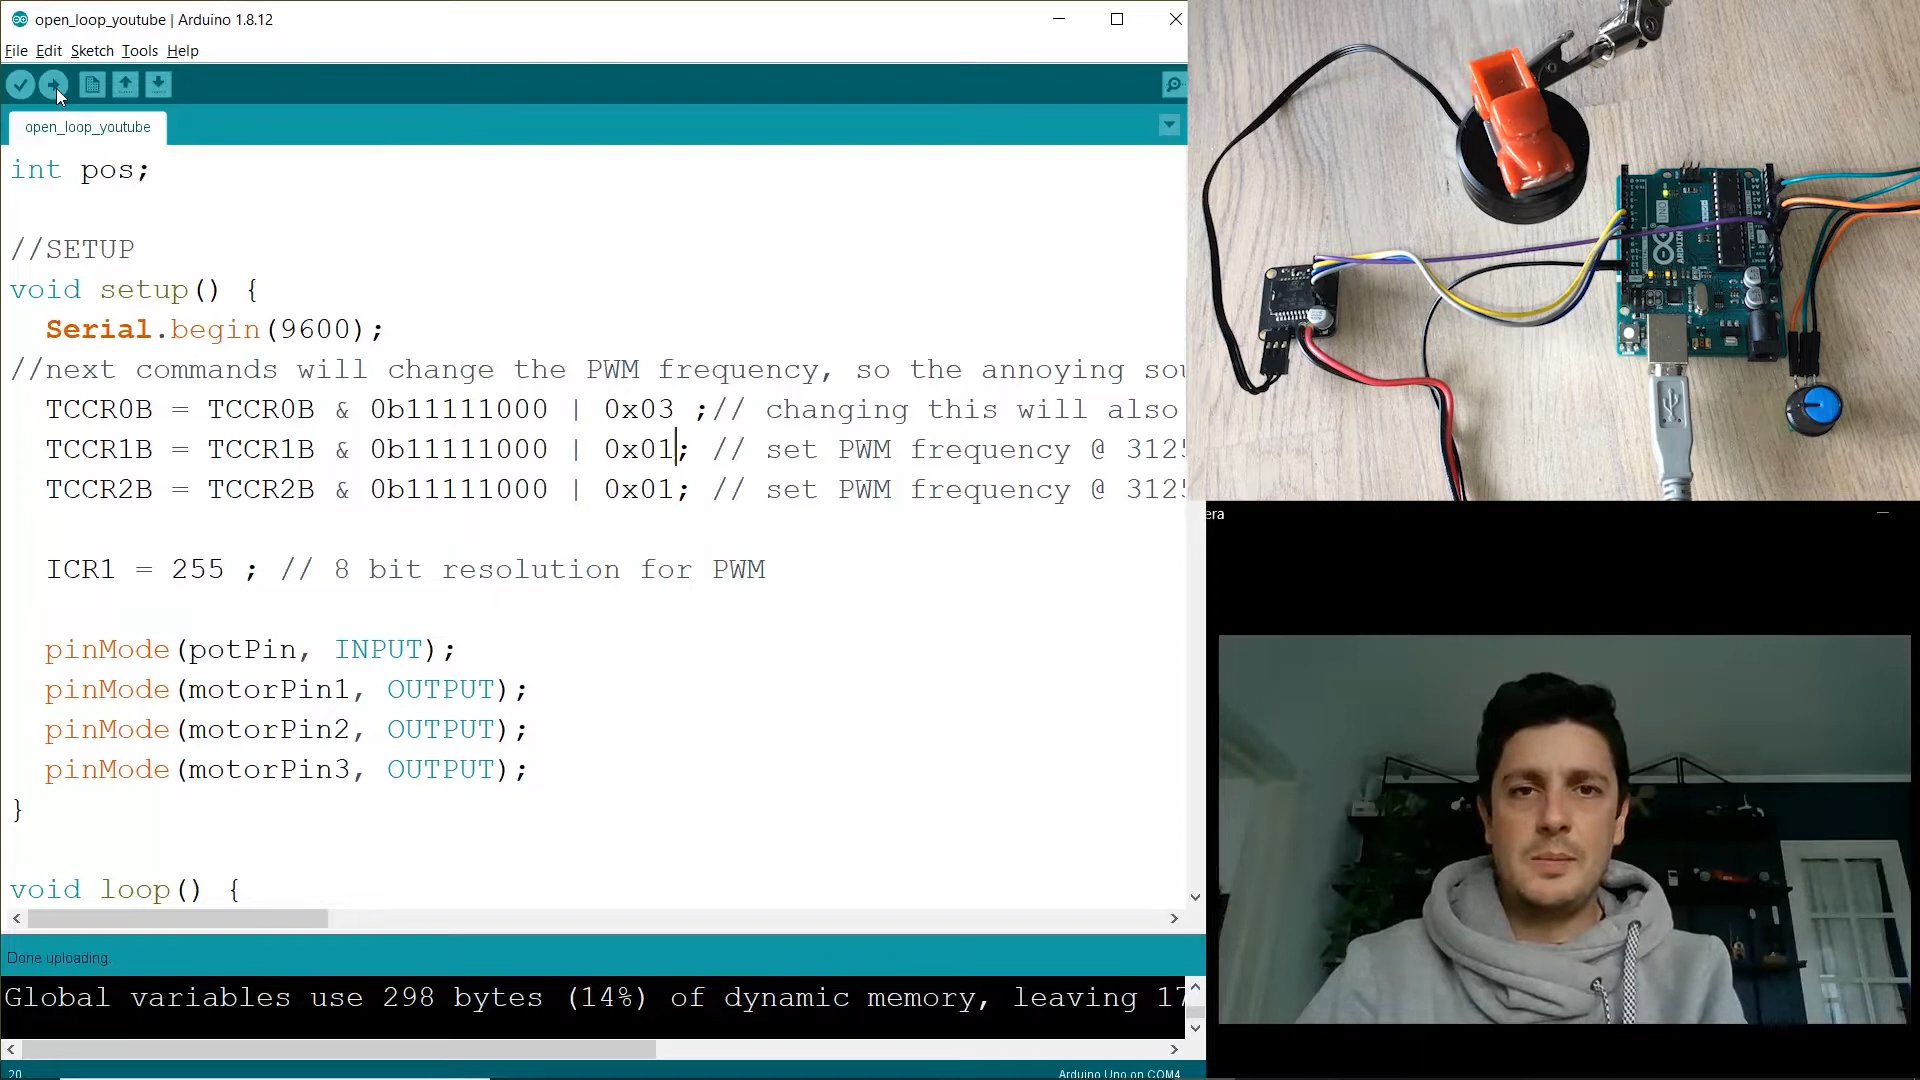 open_loop_youtube | Arduino 1.8.12
File Edit Sketch Tools Help
open_loop_youtube
int pos;
//SETUP
void setup() {
Serial.begin(9600);
//next commands will change the PWM frequency, so the annoying sou
TCCR0B = TCCR0B & 0b11111000 | 0x03 ;// changing this will also
TCCR1B = TCCR1B & 0b11111000 | 0x01; // set PWM frequency @ 3125
TCCR2B = TCCR2B & 0b11111000 | 0x01; // set PWM frequency @ 3125
ICR1 = 255 ; // 8 bit resolution for PWM
pinMode(potPin, INPUT);
pinMode(motorPin1, OUTPUT);
pinMode(motorPin2, OUTPUT);
pinMode(motorPin3, OUTPUT);
}
void loop() {
Done uploading.
Global variables use 298 bytes (14%) of dynamic memory, leaving 17
20
Arduino Uno on COM4
UNO
ARDUINO
era